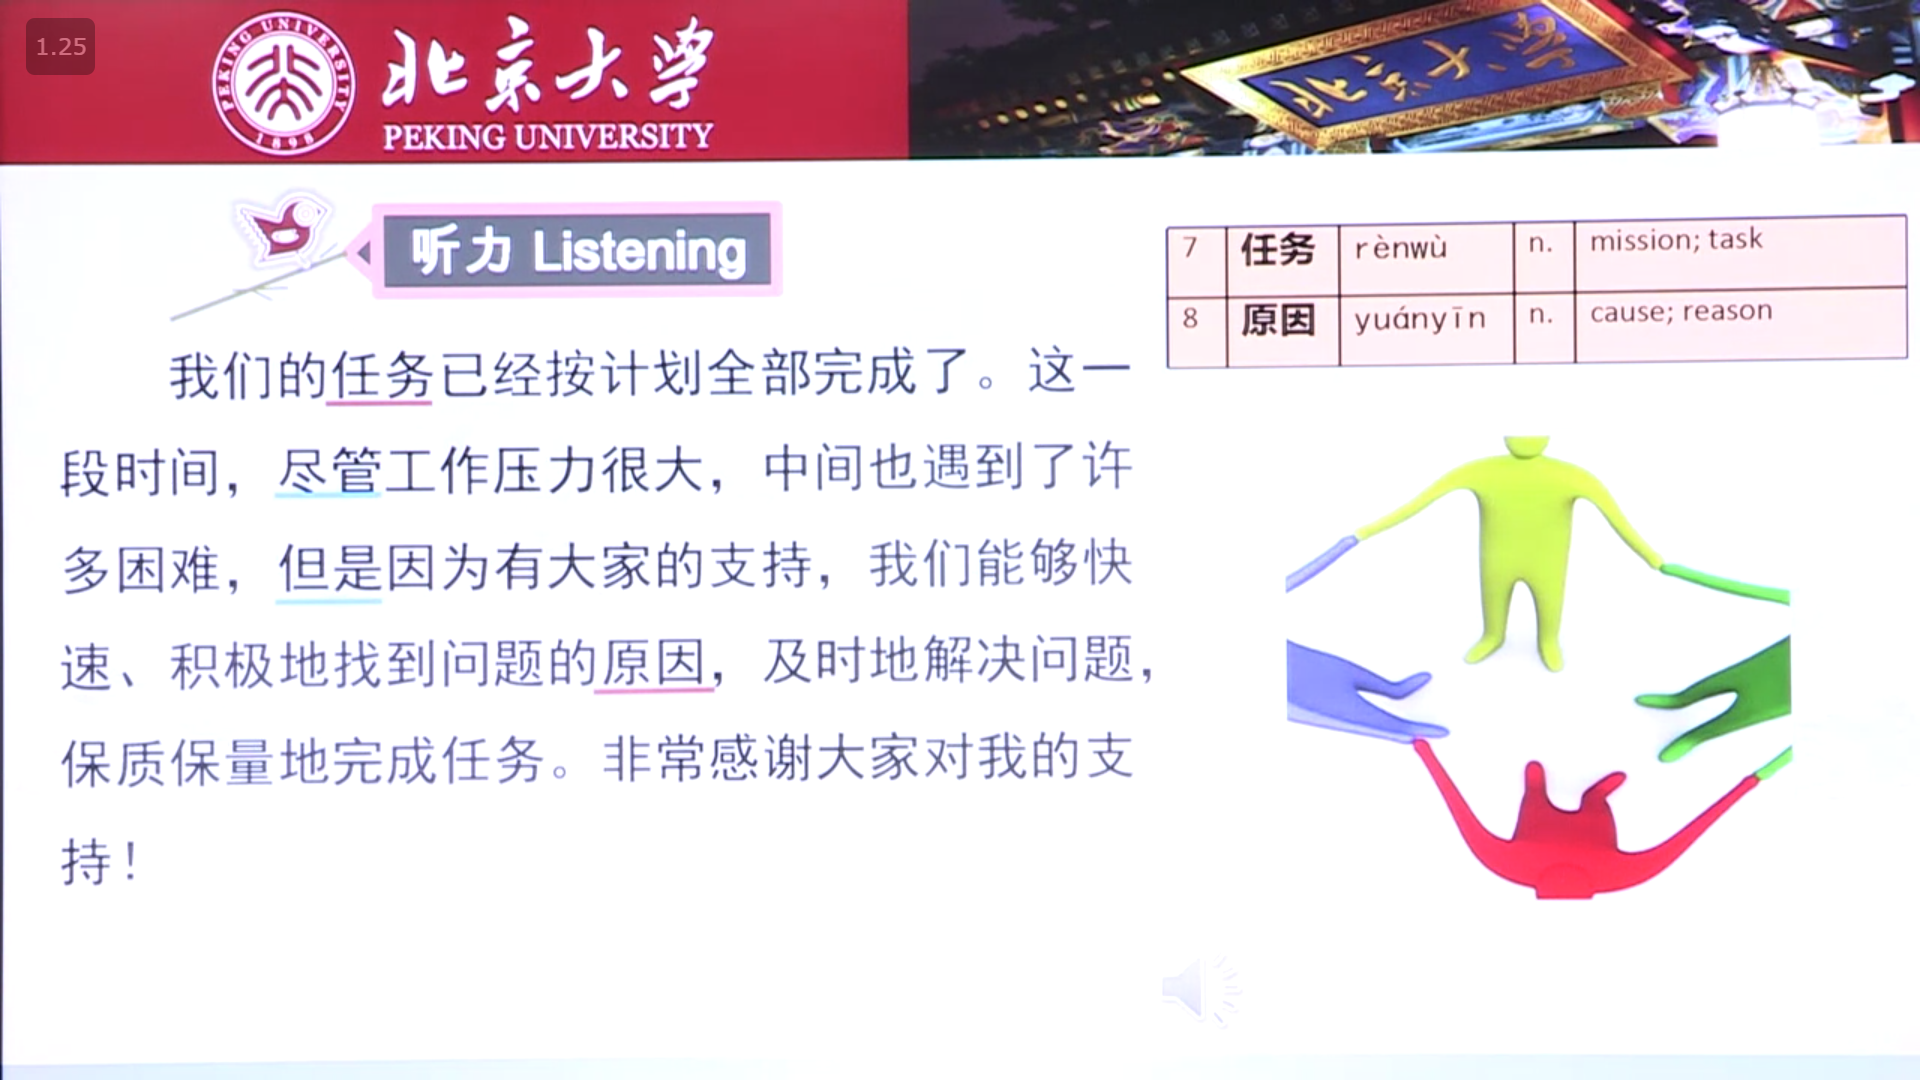 1.25
PEKING UNIVERSITY
1898
北京大学
PEKING UNIVERSITY
北京大学
听力 Listening
7 任务 rènwù n. mission; task
8 原因 yuányīn n. cause; reason
我们的任务已经按计划全部完成了。这一
段时间，尽管工作压力很大，中间也遇到了许
多困难，但是因为有大家的支持，我们能够快
速、积极地找到问题的原因，及时地解决问题，
保质保量地完成任务。非常感谢大家对我的支
持！